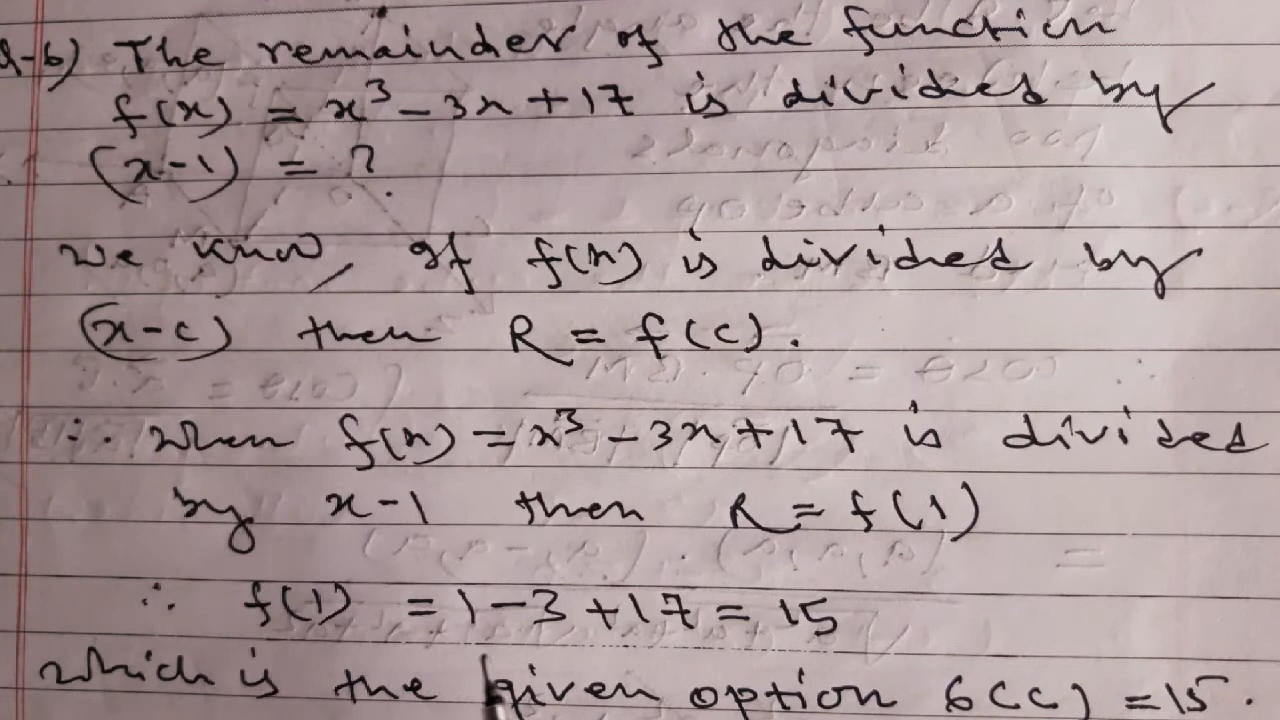 Q-6) The remainder of the function
f(x) = x³ - 3x + 17 is divided by
(x-1) = ?
we know, If f(x) is divided by
(x-c) then R = f(c).
∴ when f(x) = x³ - 3x + 17 is divided
by x-1 then R = f(1)
∴ f(1) = 1 - 3 + 17 = 15
which is the given option 6(c) = 15.